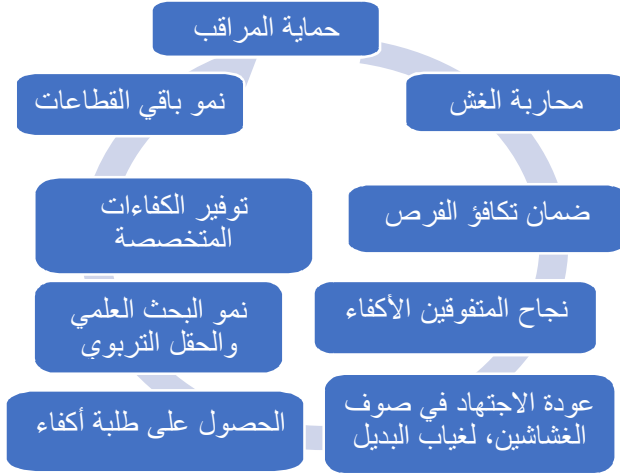 حماية المراقب
محاربة الغش
ضمان تكافؤ الفرص
نجاح المتفوقين الأكفاء
عودة الاجتهاد في صوف
الغشاشين، لغياب البديل
الحصول على طلبة أكفاء
نمو البحث العلمي
والحقل التربوي
توفير الكفاءات
المتخصصة
نمو باقي القطاعات